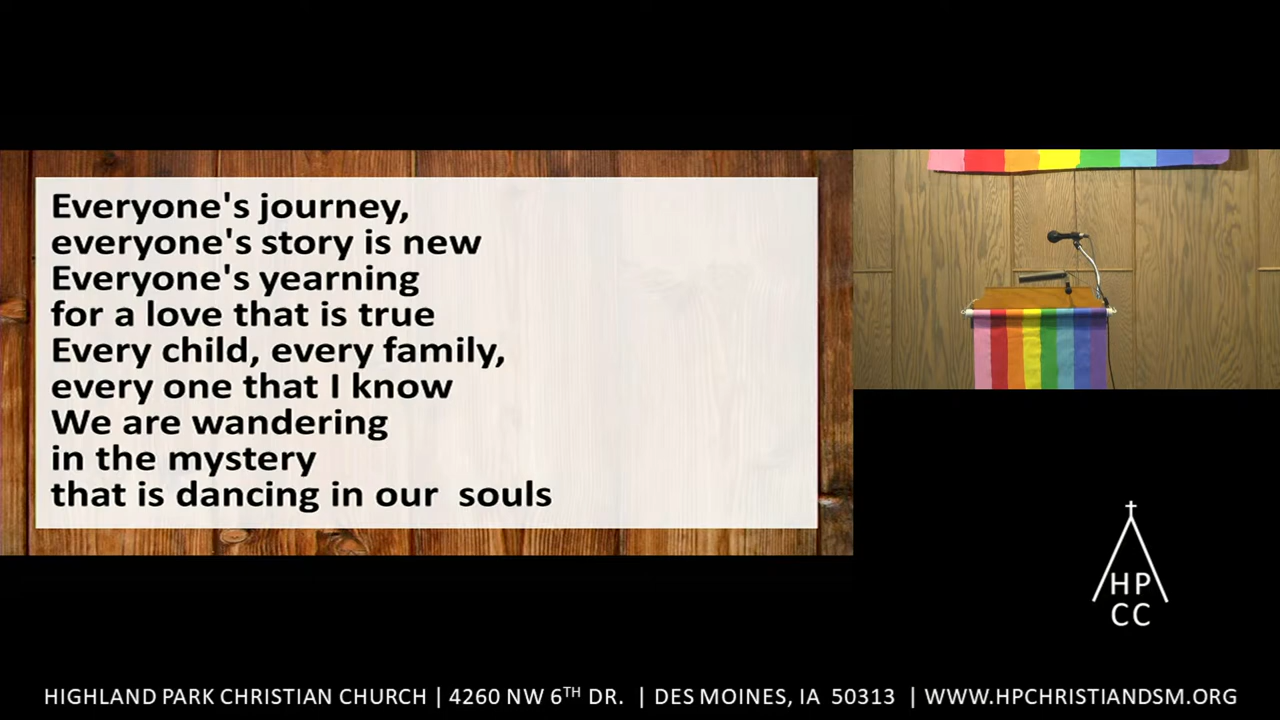 Everyone's journey,
everyone's story is new
Everyone's yearning
for a love that is true
Every child, every family,
every one that I know
We are wandering
in the mystery
that is dancing in our  souls
HP
CC
HIGHLAND PARK CHRISTIAN CHURCH | 4260 NW 6TH DR.  | DES MOINES, IA  50313  | WWW.HPCHRISTIANDSM.ORG